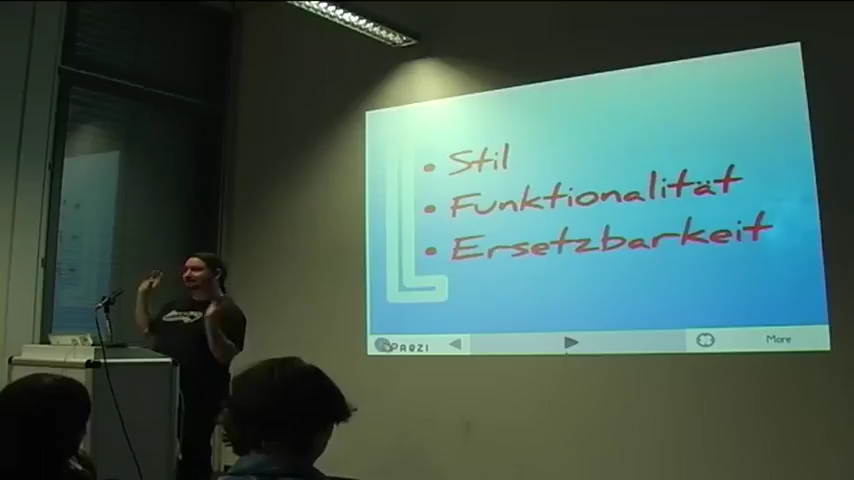 • Stil
• Funktionalität
• Ersetzbarkeit
PREZI
More